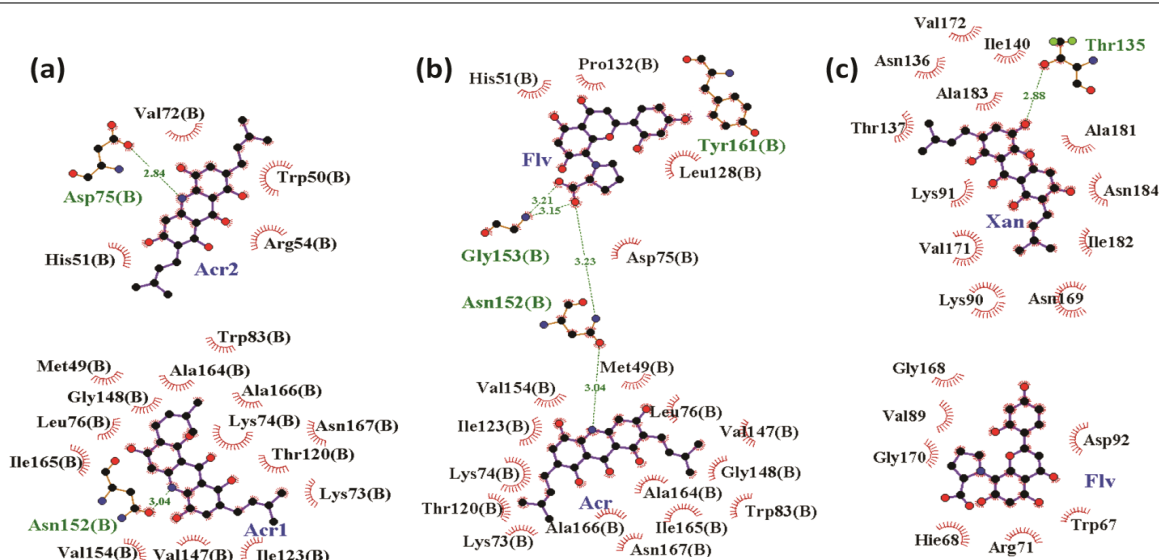 (a)
Val72(B)
Asp75(B)
2.84
Trp50(B)
Arg54(B)
His51(B)
Acr2
Trp83(B)
Met49(B)
Ala164(B)
Gly148(B)
Ala166(B)
Leu76(B)
Lys74(B)
Asn167(B)
Ile165(B)
Thr120(B)
Lys73(B)
3.04
Asn152(B)
Acr1
Val154(B)
Val147(B)
Ile123(B)
(b)
His51(B)
Pro132(B)
Tyr161(B)
Flv
Leu128(B)
3.21
3.15
Gly153(B)
3.23
Asp75(B)
Asn152(B)
Met49(B)
3.04
Val154(B)
Leu76(B)
Ile123(B)
Val147(B)
Lys74(B)
Gly148(B)
Ala164(B)
Thr120(B)
Acr
Trp83(B)
Ala166(B)
Ile165(B)
Lys73(B)
Asn167(B)
(c)
Val172
Ile140
Thr135
Asn136
2.88
Ala183
Thr137
Ala181
Lys91
Asn184
Xan
Val171
Ile182
Lys90
Asn169
Gly168
Val89
Asp92
Gly170
Flv
Trp67
Hie68
Arg71